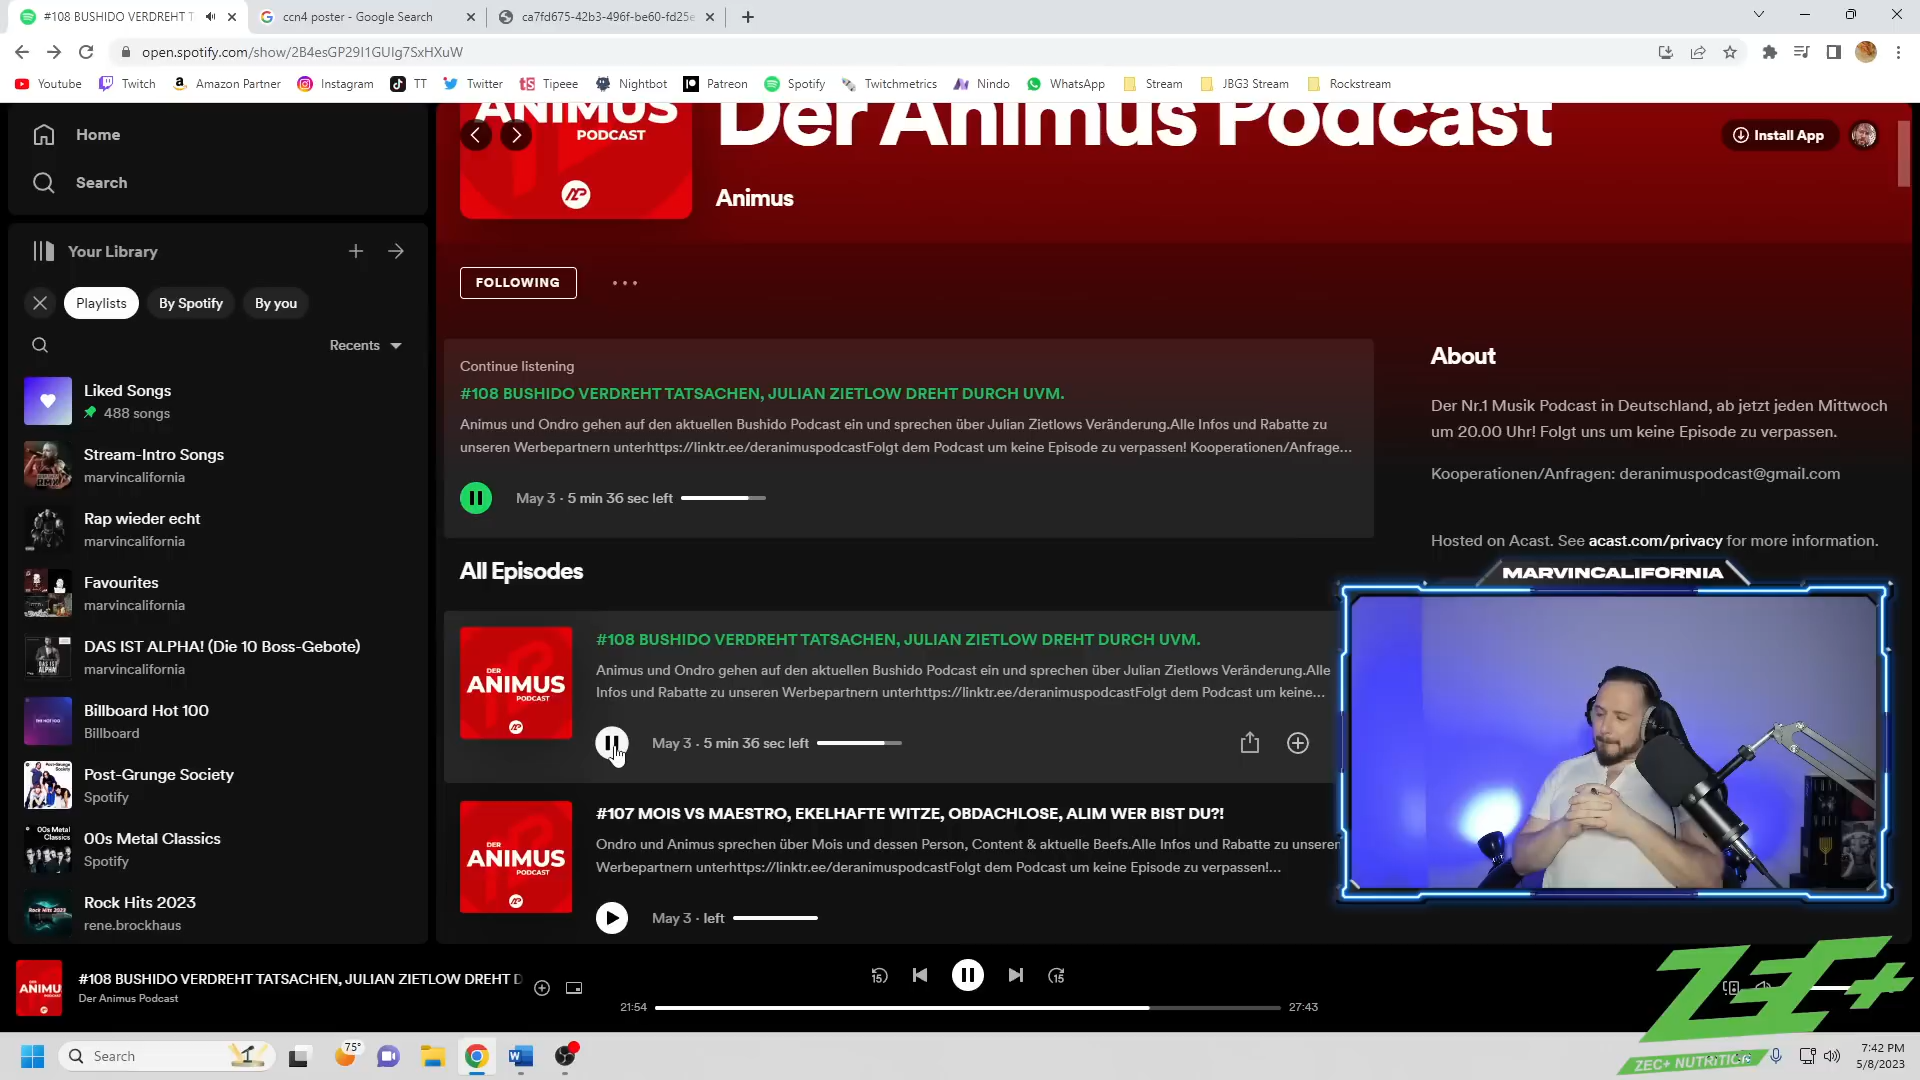 #108 BUSHIDO VERDREHT T
ccn4 poster - Google Search
ca7fd675-42b3-496f-be60-fd25e
open.spotify.com/show/2B4esGP29I1GUIg7SxHXuW
Youtube
Twitch
Amazon Partner
Instagram
TT
Twitter
Tipeee
Nightbot
Patreon
Spotify
Twitchmetrics
Nindo
WhatsApp
Stream
JBG3 Stream
Rockstream
Home
Search
Your Library
Playlists
By Spotify
By you
Recents
Liked Songs
488 songs
Stream-Intro Songs
marvincalifornia
Rap wieder echt
marvincalifornia
Favourites
marvincalifornia
DAS IST ALPHA! (Die 10 Boss-Gebote)
marvincalifornia
Billboard Hot 100
Billboard
Post-Grunge Society
Spotify
00s Metal Classics
Spotify
Rock Hits 2023
rene.brockhaus
ANIMUS
PODCAST
Der Animus Podcast
Install App
Animus
FOLLOWING
Continue listening
#108 BUSHIDO VERDREHT TATSACHEN, JULIAN ZIETLOW DREHT DURCH UVM.
Animus und Ondro gehen auf den aktuellen Bushido Podcast ein und sprechen über Julian Zietlows Veränderung.Alle Infos und Rabatte zu
unseren Werbepartnern unterhttps://linktr.ee/deranimuspodcastFolgt dem Podcast um keine Episode zu verpassen! Kooperationen/Anfrage...
May 3 · 5 min 36 sec left
About
Der Nr.1 Musik Podcast in Deutschland, ab jetzt jeden Mittwoch
um 20.00 Uhr! Folgt uns um keine Episode zu verpassen.
Kooperationen/Anfragen: deranimuspodcast@gmail.com
Hosted on Acast. See acast.com/privacy for more information.
MARVINCALIFORNIA
All Episodes
DER
ANIMUS
PODCAST
#108 BUSHIDO VERDREHT TATSACHEN, JULIAN ZIETLOW DREHT DURCH UVM.
Animus und Ondro gehen auf den aktuellen Bushido Podcast ein und sprechen über Julian Zietlows Veränderung.Alle
Infos und Rabatte zu unseren Werbepartnern unterhttps://linktr.ee/deranimuspodcastFolgt dem Podcast um keine...
May 3 · 5 min 36 sec left
DER
ANIMUS
PODCAST
#107 MOIS VS MAESTRO, EKELHAFTE WITZE, OBDACHLOSE, ALIM WER BIST DU?!
Ondro und Animus sprechen über Mois und dessen Person, Content & aktuelle Beefs.Alle Infos und Rabatte zu unseren
Werbepartnern unterhttps://linktr.ee/deranimuspodcastFolgt dem Podcast um keine Episode zu verpassen!...
May 3 · left
ANIMU
#108 BUSHIDO VERDREHT TATSACHEN, JULIAN ZIETLOW DREHT D
Der Animus Podcast
15
15
21:54
27:43
ZEC+
ZEC+ NUTRITION
Search
75°
7:42 PM
5/8/2023